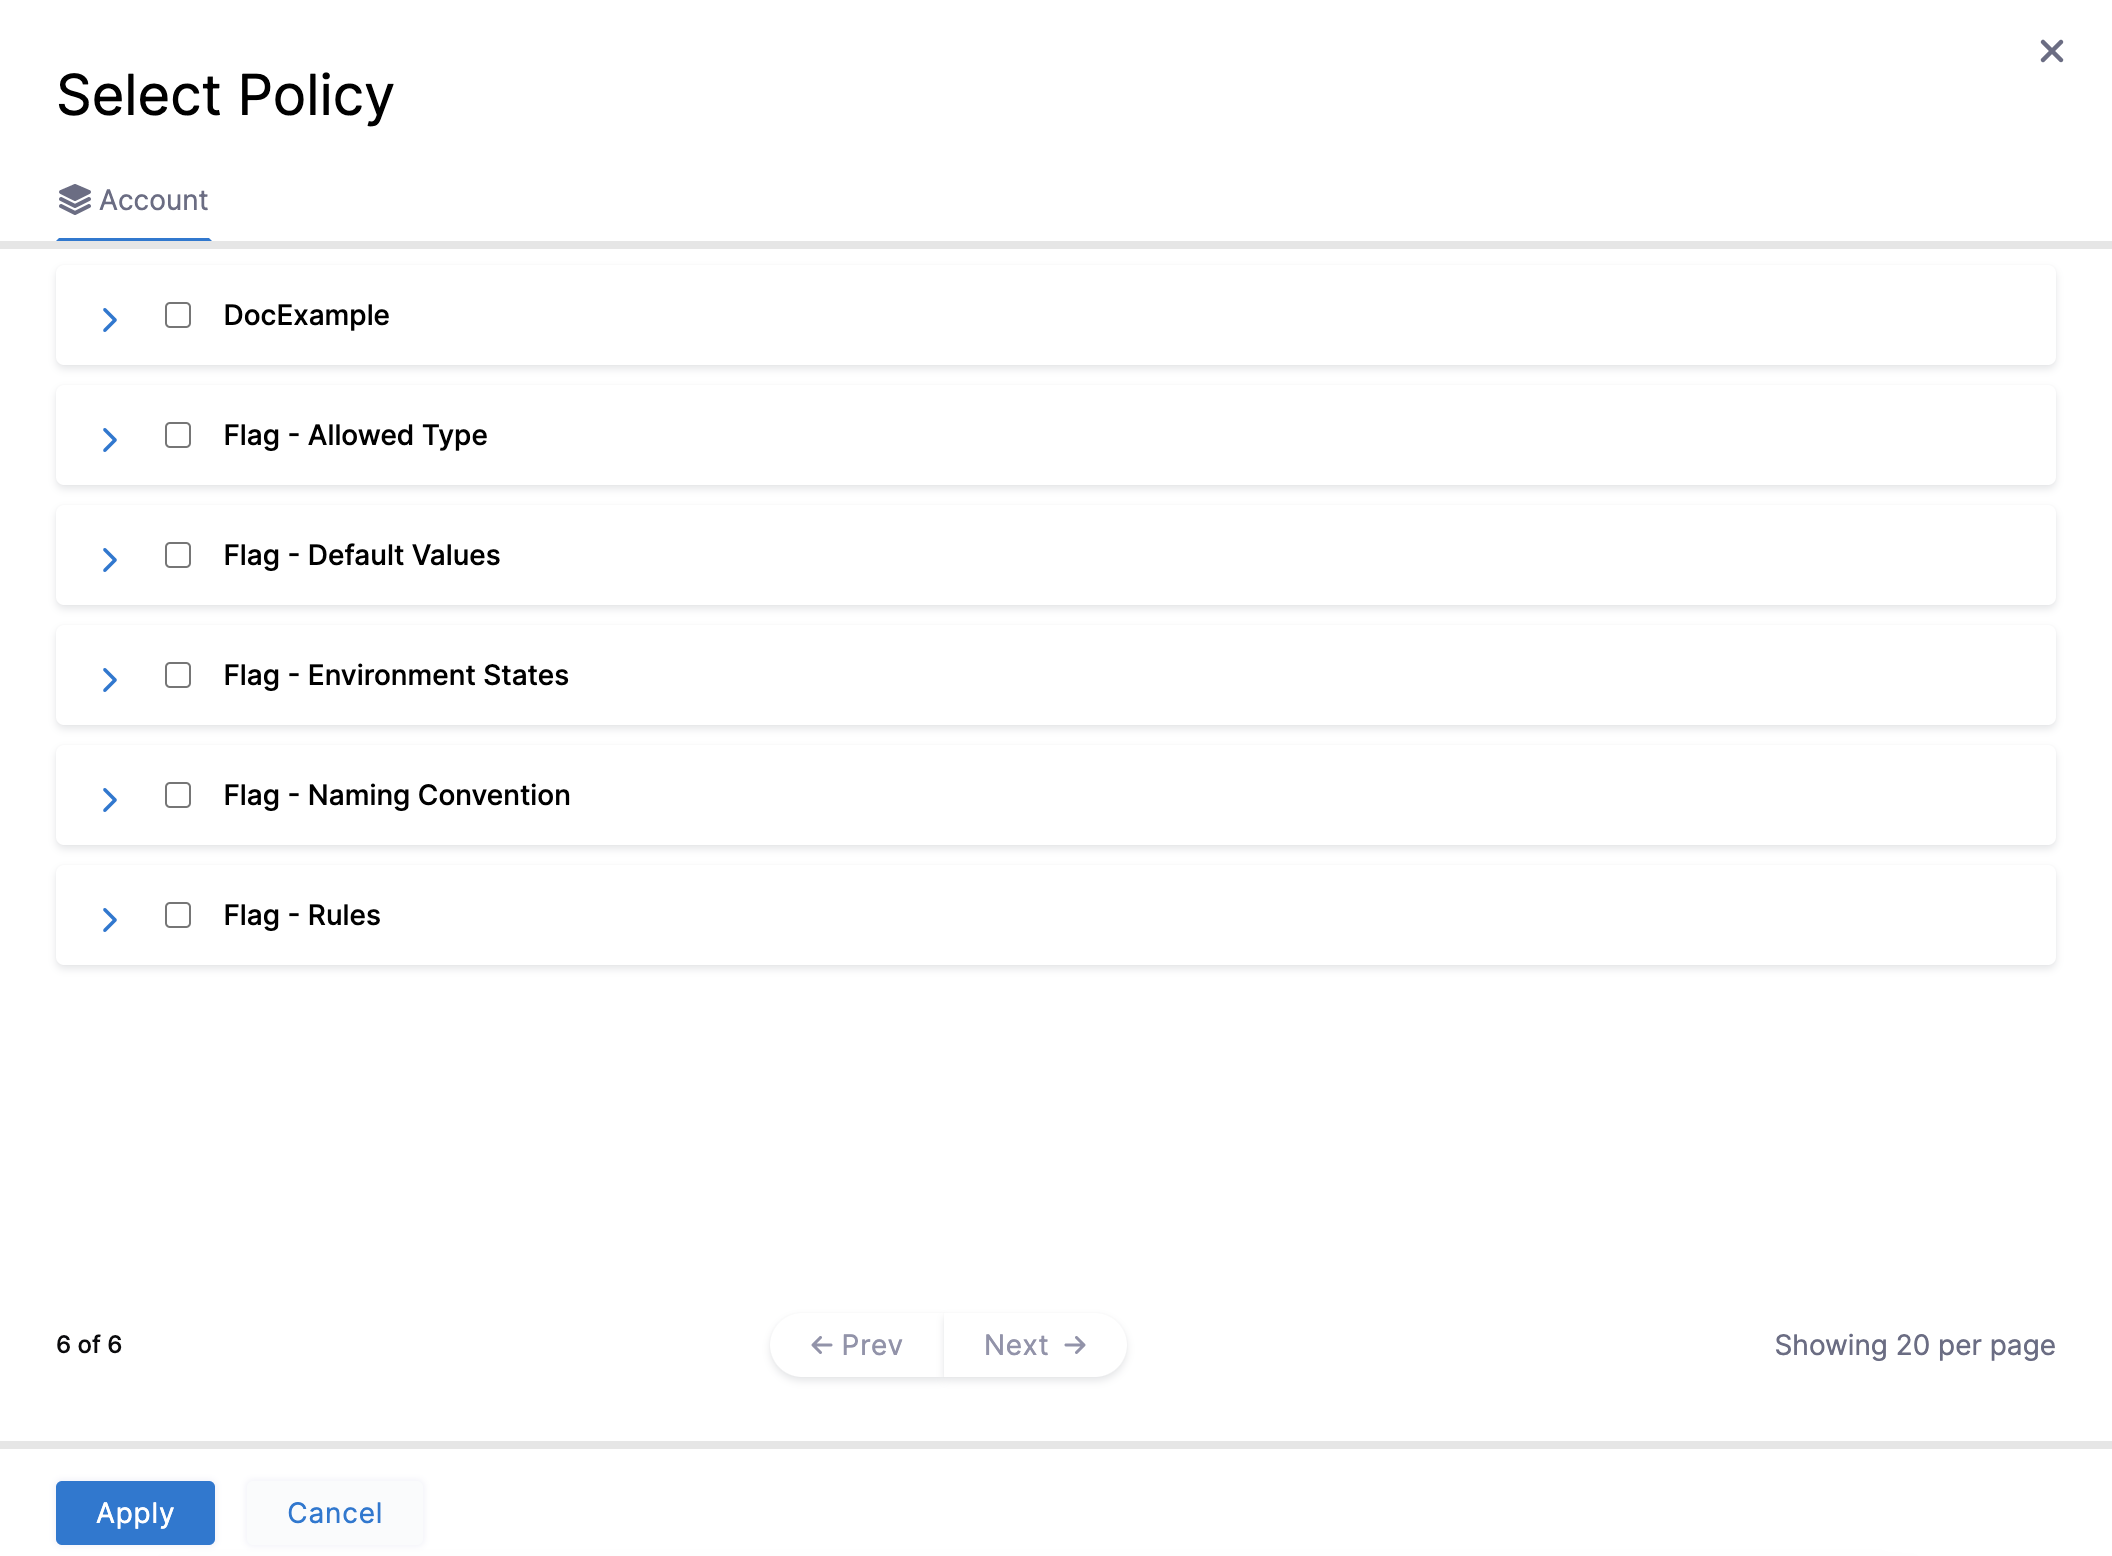 Select Policy
Account
DocExample
Flag - Allowed Type
Flag - Default Values
Flag - Environment States
Flag - Naming Convention
Flag - Rules
6 of 6
Prev
Next
Showing 20 per page
Apply
Cancel